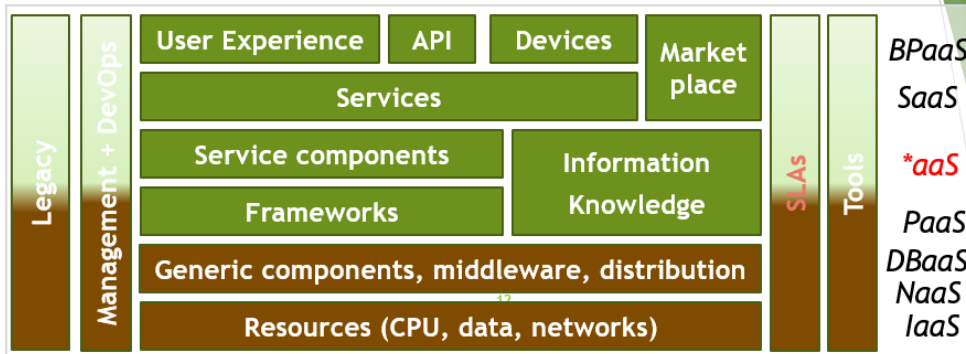 Legacy
Management + DevOps
User Experience
API
Devices
Market
place
Services
Service components
Information
Knowledge
Frameworks
Generic components, middleware, distribution
12
Resources (CPU, data, networks)
SLAs
Tools
BPaaS
SaaS
*aaS
PaaS
DBaaS
NaaS
IaaS